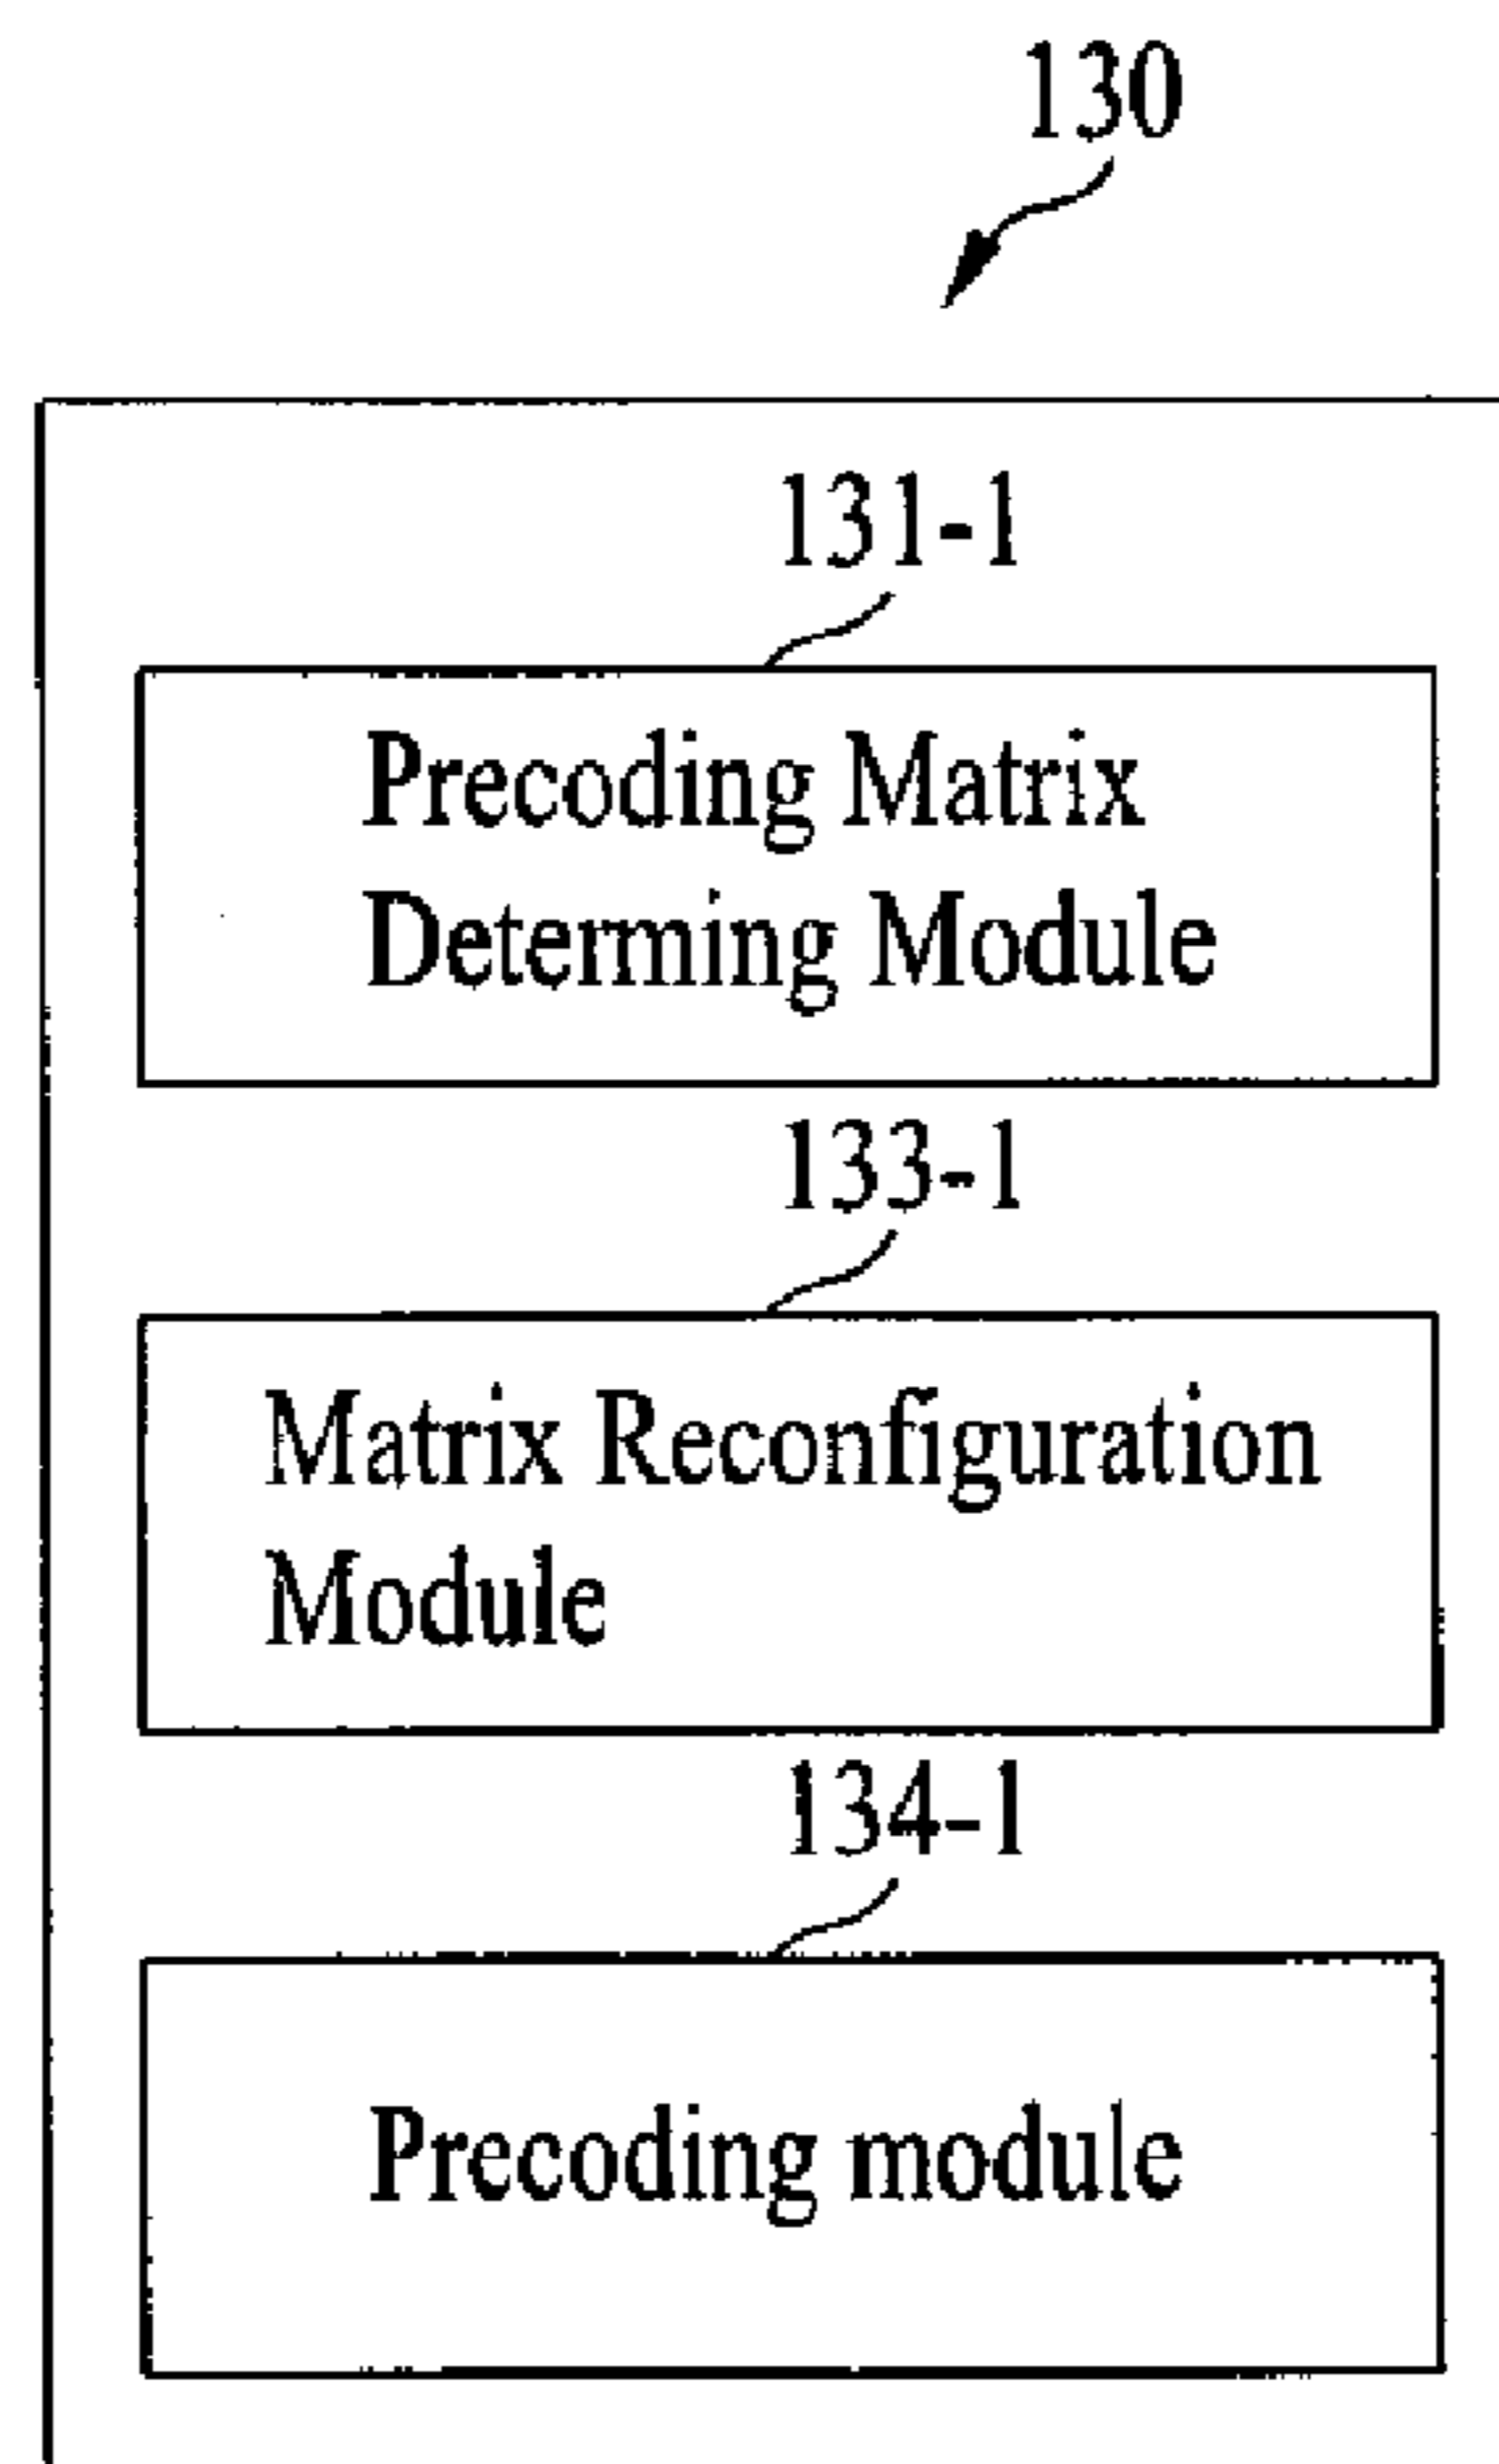 130
131-1
Precoding Matrix
Determing Module
133-1
Matrix Reconfiguration
Module
134-1
Precoding module